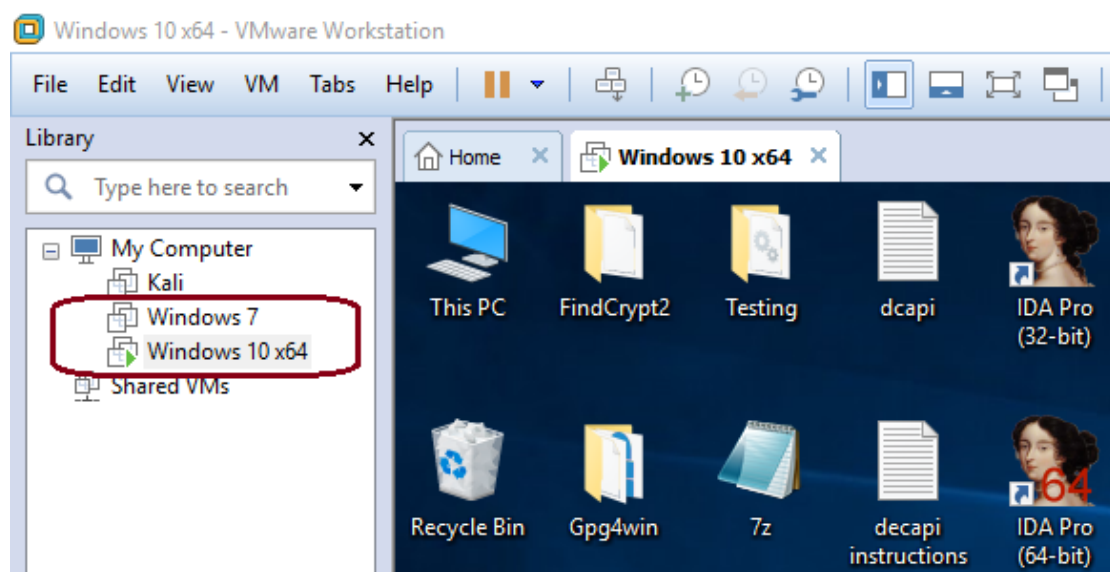 Windows 10 x64 - VMware Workstation
File Edit View VM Tabs Help
Library
Type here to search
My Computer
Kali
Windows 7
Windows 10 x64
Shared VMs
Home
Windows 10 x64
This PC
FindCrypt2
Testing
dcapi
IDA Pro
(32-bit)
Recycle Bin
Gpg4win
7z
decapi
instructions
64
IDA Pro
(64-bit)